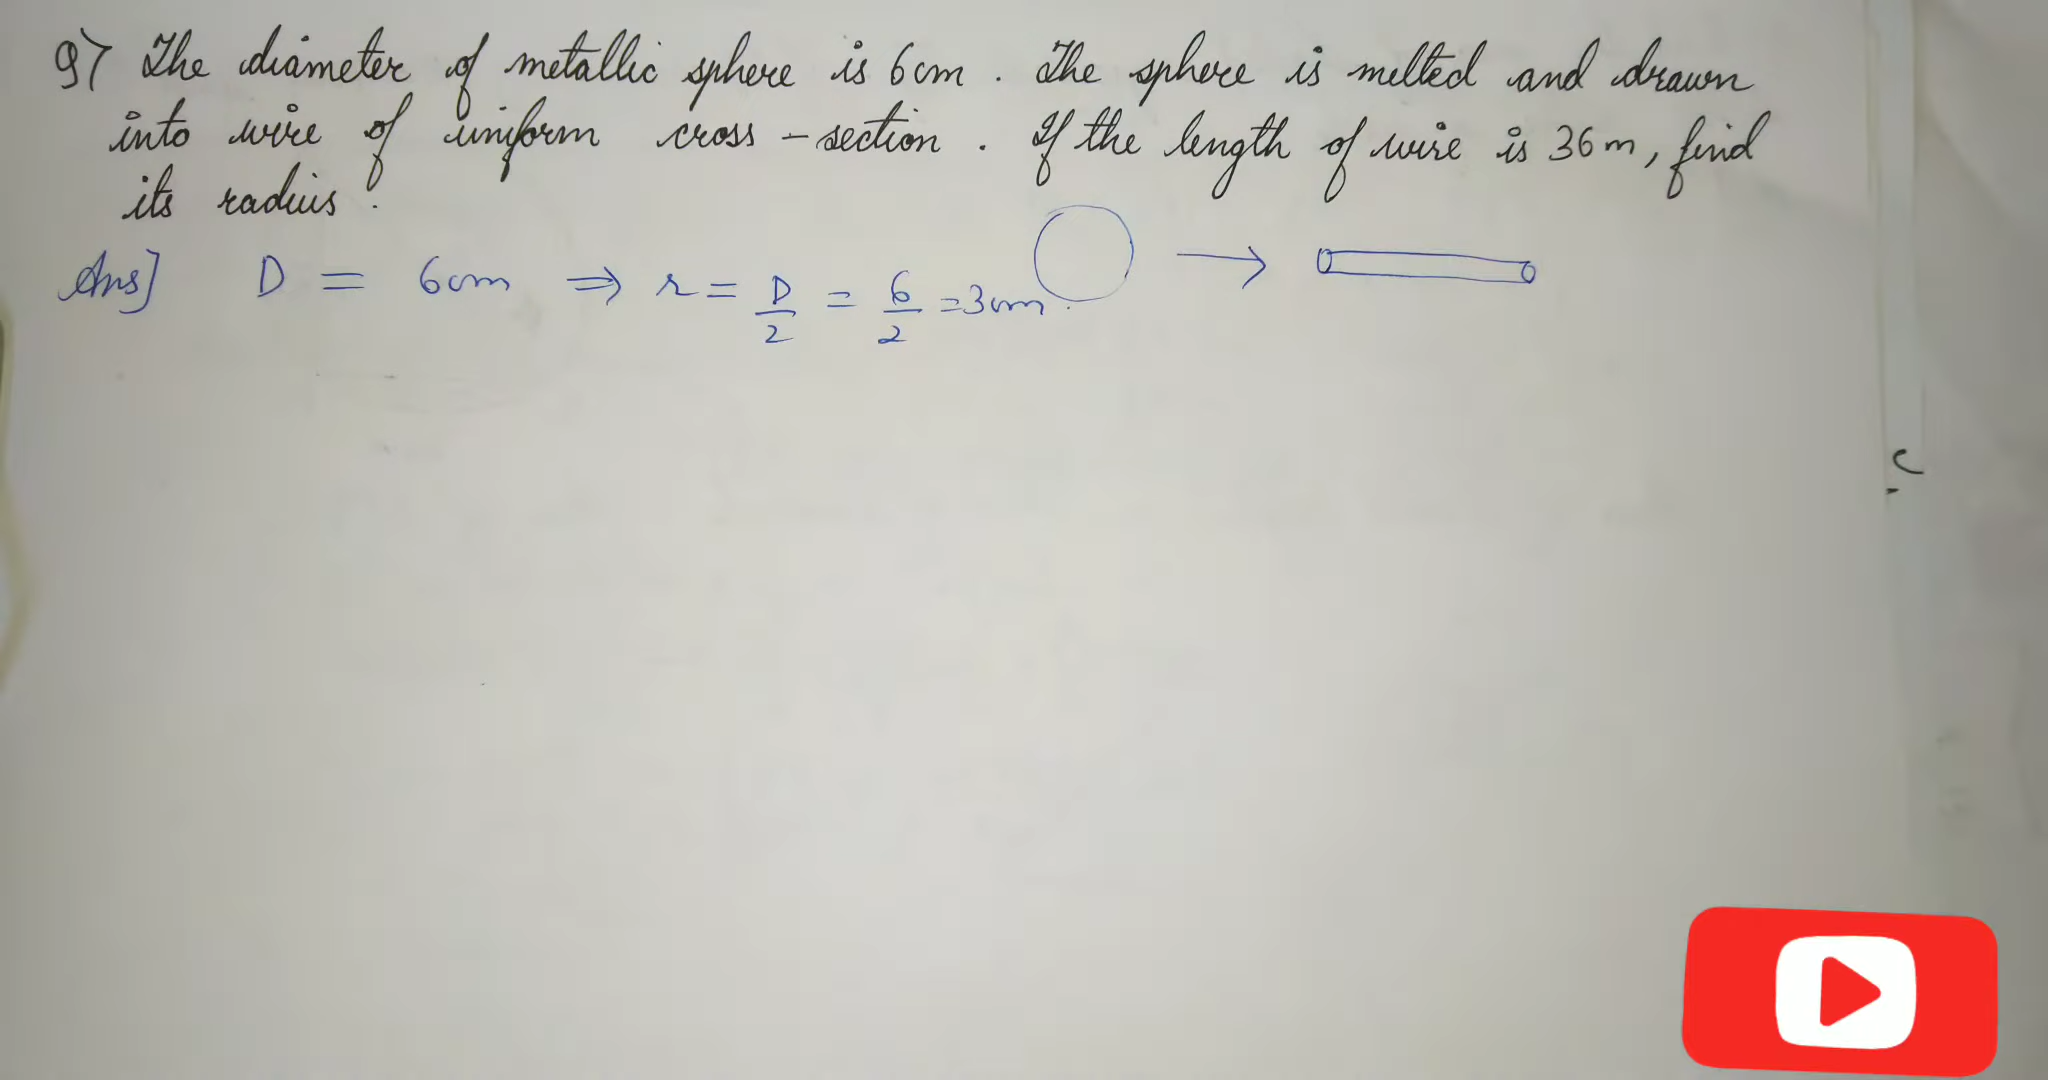 9) The diameter of metallic sphere is 6cm. The sphere is melted and drawn
into wire of uniform cross-section. If the length of wire is 36m, find
its radius.
Ans] D = 6cm ⇒ r = D/2 = 6/2 = 3cm.